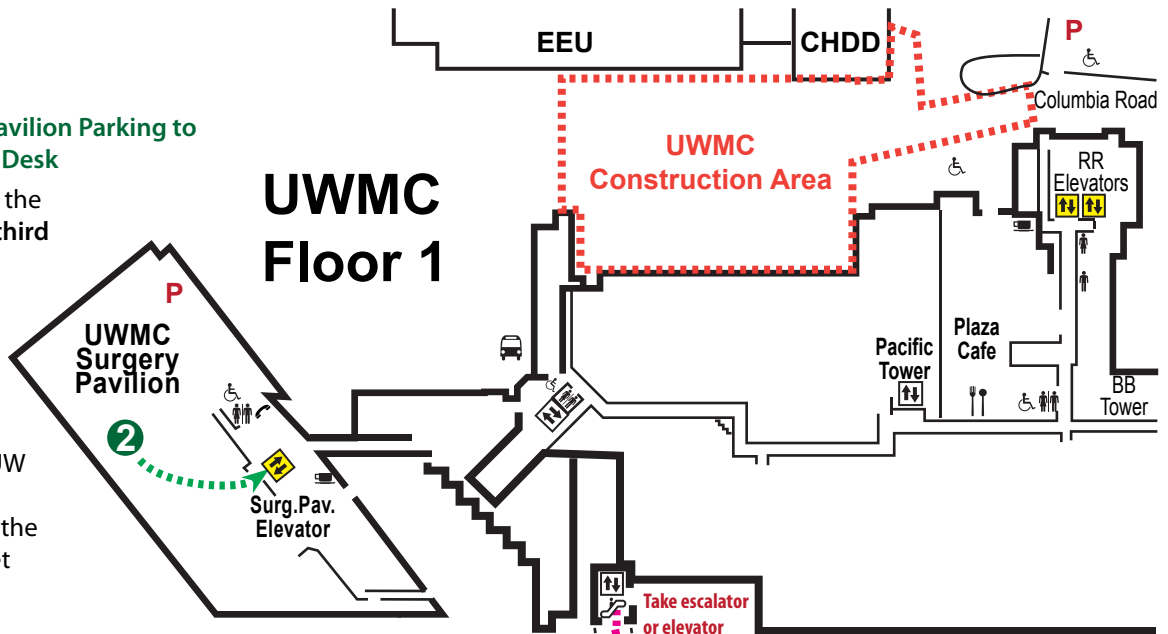 EEU
CHDD
P
Columbia Road
avilion Parking to
Desk
the
third
UWMC
Floor 1
UWMC
Construction Area
RR
Elevators
P
UWMC
Surgery
Pavilion
2
Surg.Pav.
Elevator
Pacific
Tower
Plaza
Cafe
BB
Tower
UW
the
et
Take escalator
or elevator